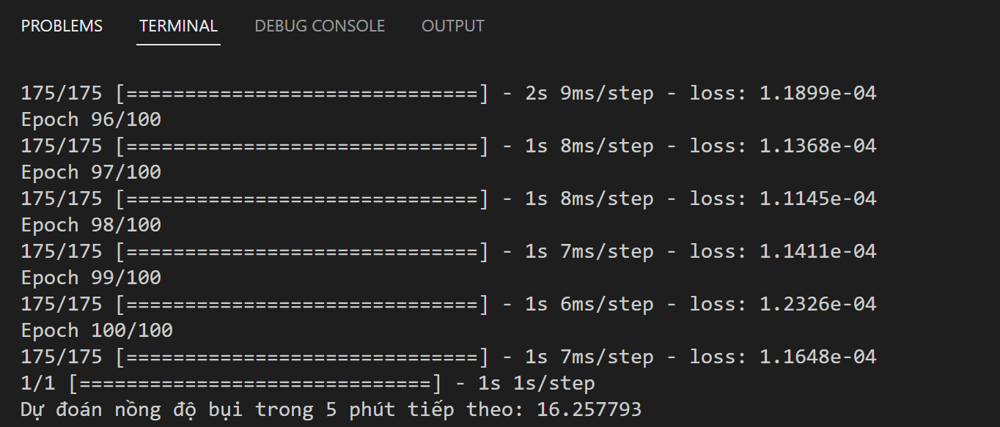 PROBLEMS TERMINAL DEBUG CONSOLE OUTPUT
175/175 [==============================] - 2s 9ms/step - loss: 1.1899e-04
Epoch 96/100
175/175 [==============================] - 1s 8ms/step - loss: 1.1368e-04
Epoch 97/100
175/175 [==============================] - 1s 8ms/step - loss: 1.1145e-04
Epoch 98/100
175/175 [==============================] - 1s 7ms/step - loss: 1.1411e-04
Epoch 99/100
175/175 [==============================] - 1s 6ms/step - loss: 1.2326e-04
Epoch 100/100
175/175 [==============================] - 1s 7ms/step - loss: 1.1648e-04
1/1 [==============================] - 1s 1s/step
Dự đoán nồng độ bụi trong 5 phút tiếp theo: 16.257793